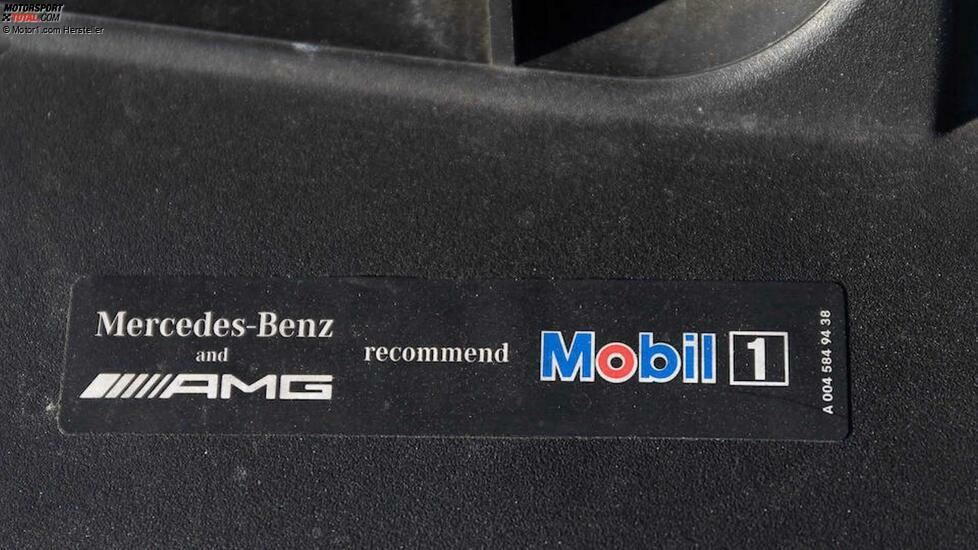 MOTORSPORT
TOTAL.COM
© Motor1.com Hersteller
Mercedes-Benz
and
AMG
recommend
Mobil 1
A 004 584 94 38